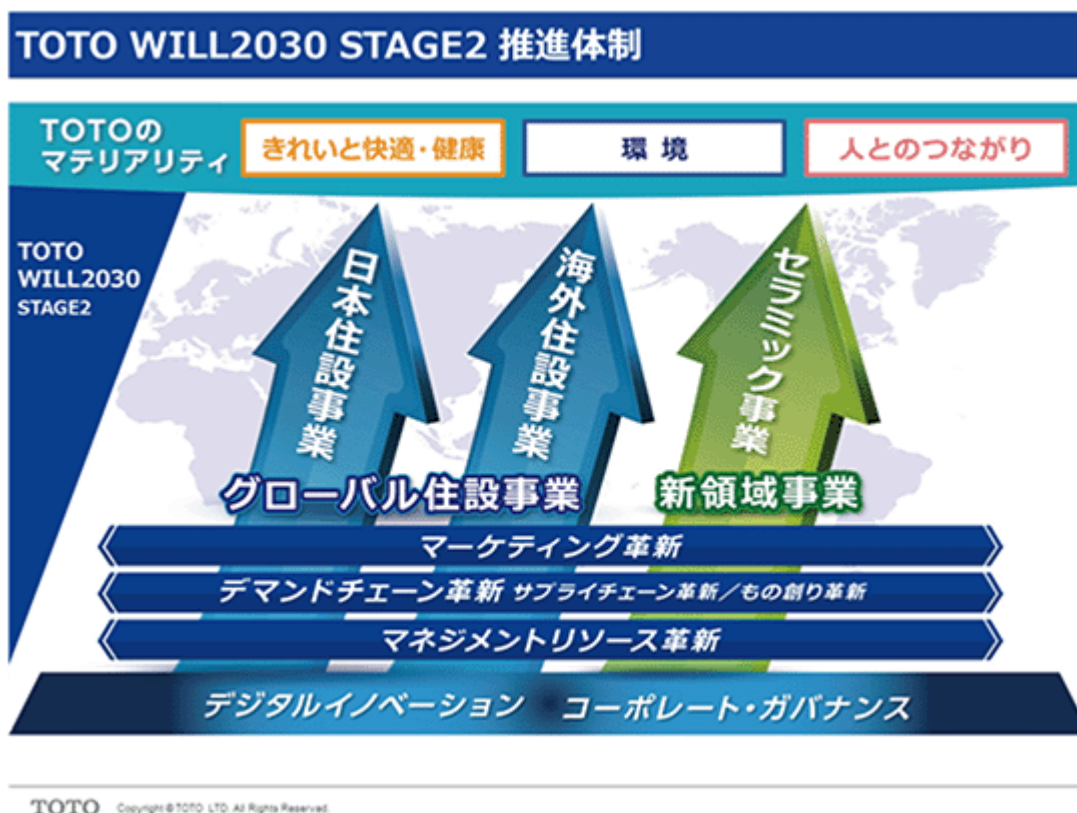 TOTO WILL2030 STAGE2 推進体制
TOTOの
マテリアリティ
きれいと快適・健康
環 境
人とのつながり
TOTO
WILL2030
STAGE2
日本住設事業
海外住設事業
セラミック事業
グローバル住設事業
新領域事業
マーケティング革新
デマンドチェーン革新 サプライチェーン革新／もの創り革新
マネジメントリソース革新
デジタルイノベーション コーポレート・ガバナンス
TOTO Copyright © TOTO LTD. All Rights Reserved.